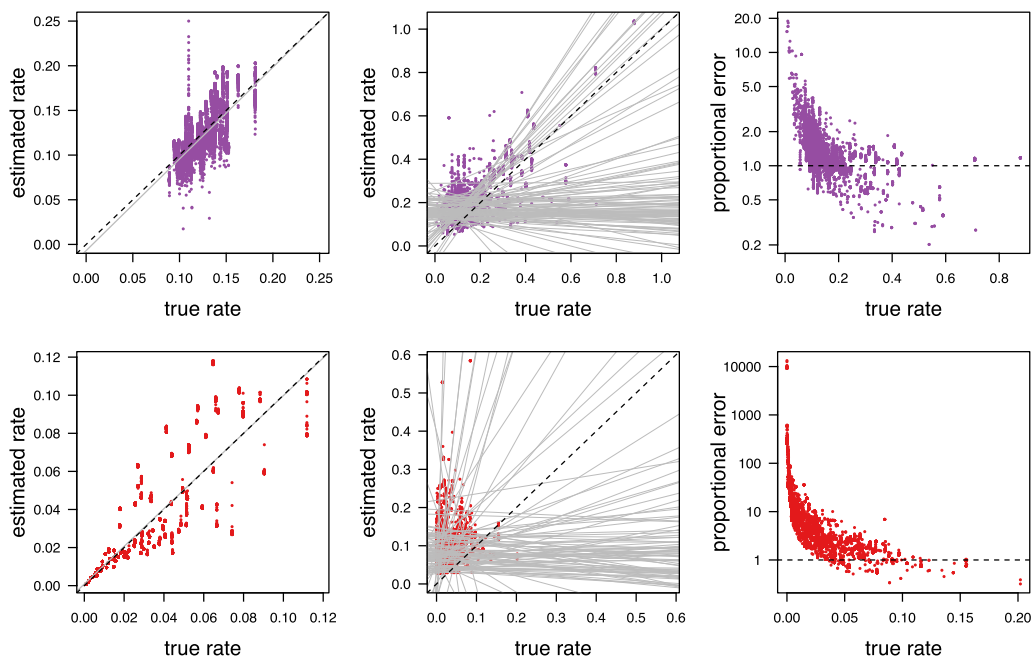 estimated rate
0.25
0.20
0.15
0.10
0.05
0.00
0.00 0.05 0.10 0.15 0.20 0.25
true rate
estimated rate
1.0
0.8
0.6
0.4
0.2
0.0
0.0 0.2 0.4 0.6 0.8 1.0
true rate
proportional error
20.0
10.0
5.0
2.0
1.0
0.5
0.2
0.0 0.2 0.4 0.6 0.8
true rate
estimated rate
0.12
0.10
0.08
0.06
0.04
0.02
0.00
0.00 0.02 0.04 0.06 0.08 0.10 0.12
true rate
estimated rate
0.6
0.5
0.4
0.3
0.2
0.1
0.0
0.0 0.1 0.2 0.3 0.4 0.5 0.6
true rate
proportional error
10000
1000
100
10
1
0.00 0.05 0.10 0.15 0.20
true rate